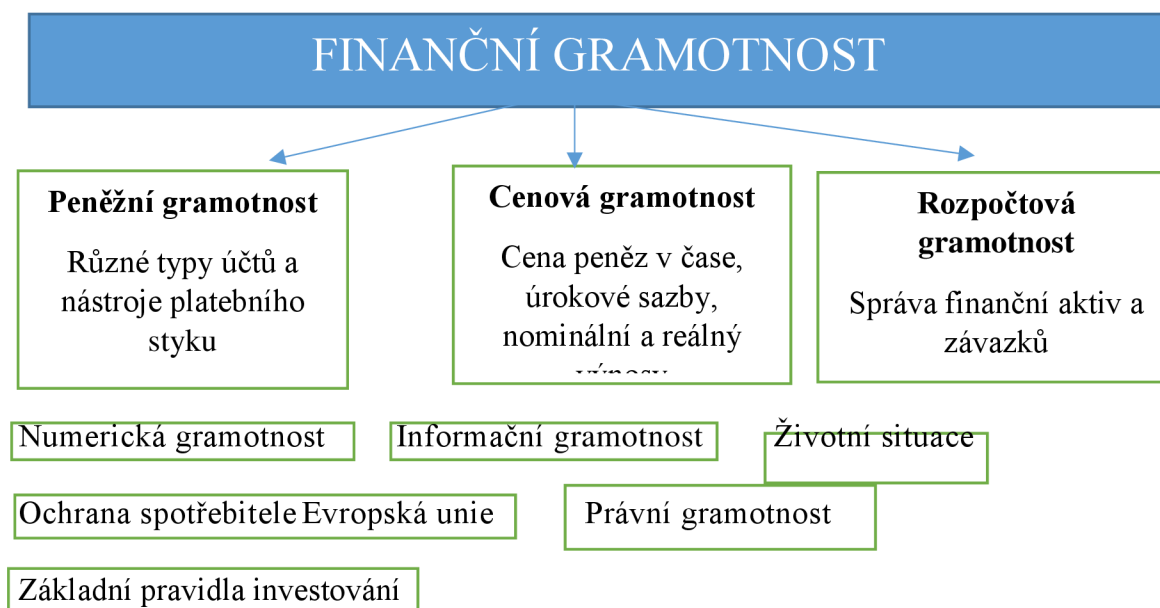 FINANČNÍ GRAMOTNOST
Peněžní gramotnost
Různé typy účtů a
nástroje platebního
styku
Cenová gramotnost
Cena peněz v čase,
úrokové sazby,
nominální a reálný
výnosy
Rozpočtová
gramotnost
Správa finanční aktiv a
závazků
Numerická gramotnost
Informační gramotnost
Životní situace
Ochrana spotřebitele Evropská unie
Právní gramotnost
Základní pravidla investování